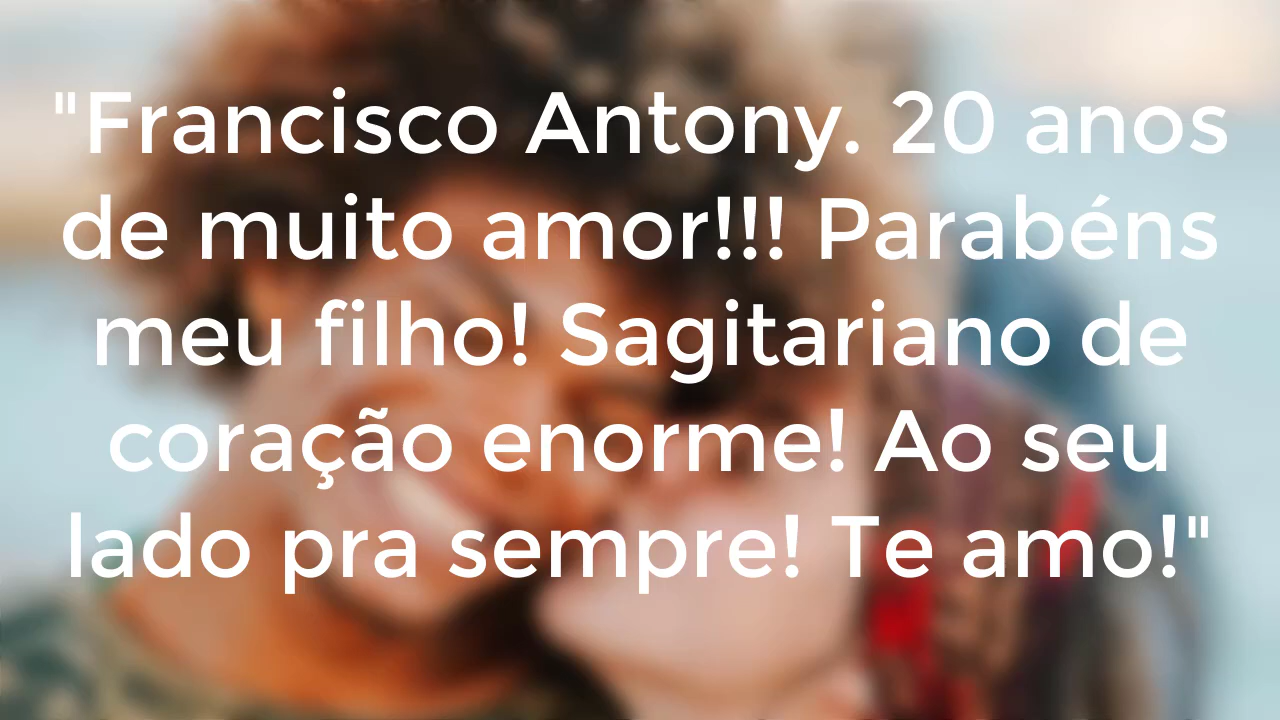 "Francisco Antony. 20 anos
de muito amor!!! Parabéns
meu filho! Sagitariano de
coração enorme! Ao seu
lado pra sempre! Te amo!"